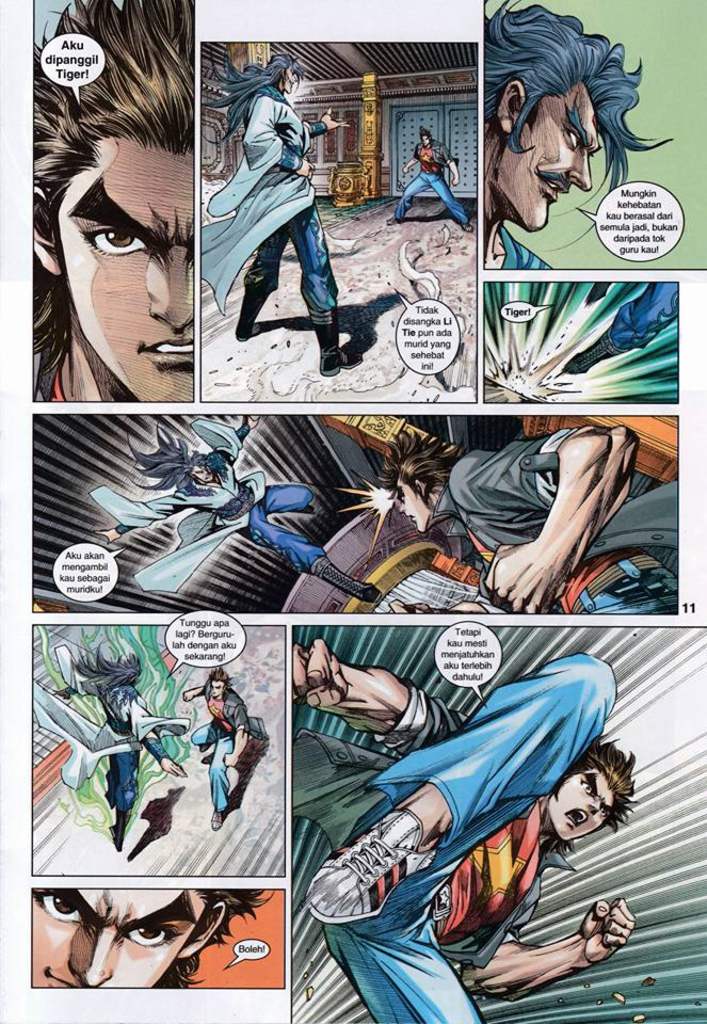 Aku
dipanggil
Tiger!
Tidak
disangka Li
Tie pun ada
murid yang
sehebat
ini!
Mungkin
kehebatan
kau berasal dari
semula jadi, bukan
daripada tok
guru kau!
Tiger!
Aku akan
mengambil
kau sebagai
muridku!
11
Tunggu apa
lagi? Berguru-
lah dengan aku
sekarang!
Tetapi
kau mesti
menjatuhkan
aku terlebih
dahulu!
Boleh!